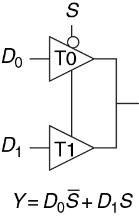 S
D₀
T0
D₁
T1
Y = D₀S̅ + D₁S